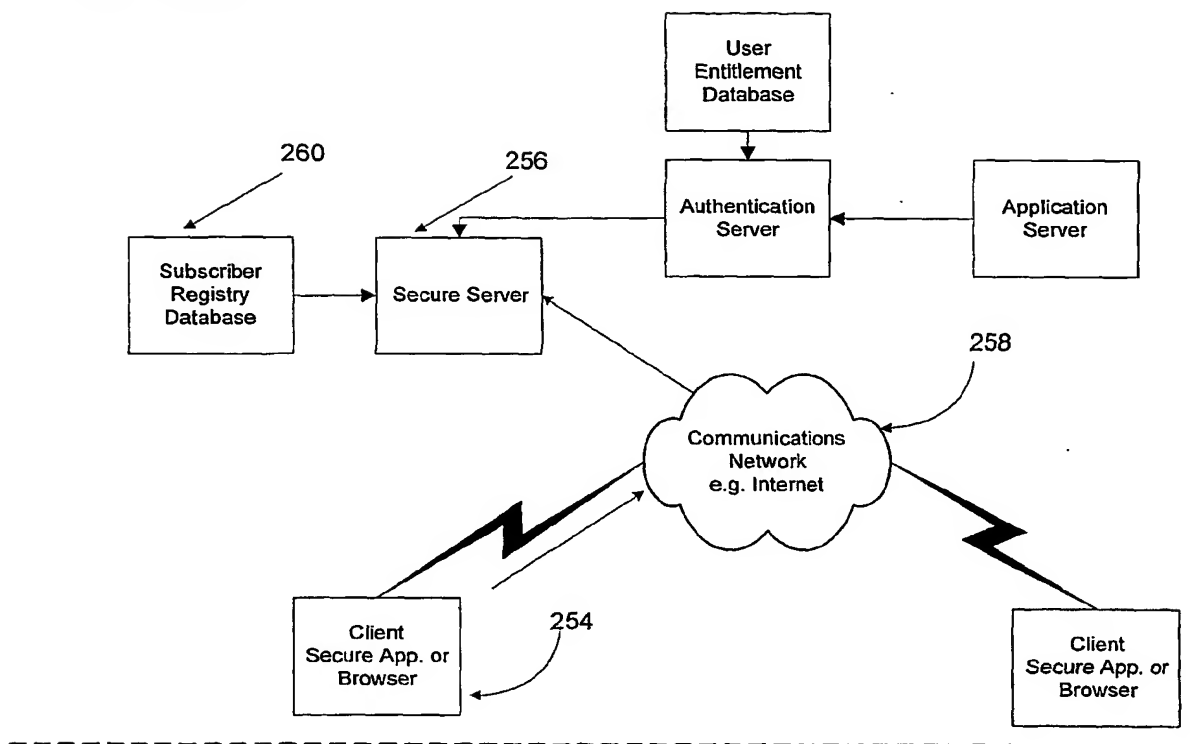 User
Entitlement
Database
260
256
Authentication
Server
Application
Server
Subscriber
Registry
Database
Secure Server
258
Communications
Network
e.g. Internet
254
Client
Secure App. or
Browser
Client
Secure App. or
Browser